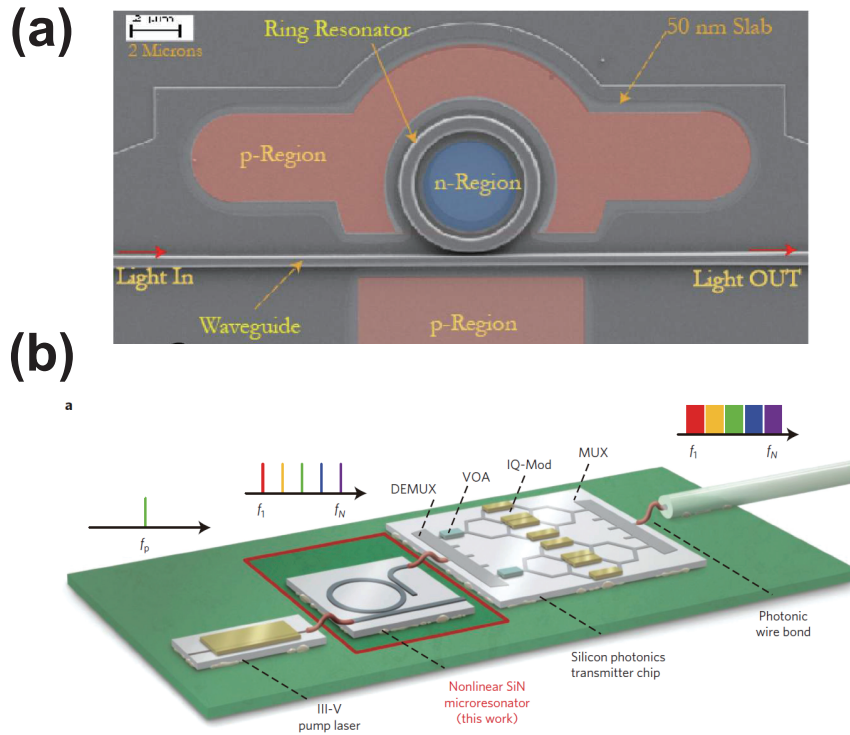 (a)
2 µm
2 Microns
Ring Resonator
50 nm Slab
p-Region
n-Region
Light In
Light OUT
Waveguide
p-Region
(b)
a
fp
f1 fN
DEMUX
VOA
IQ-Mod
MUX
f1 fN
Photonic
wire bond
Silicon photonics
transmitter chip
Nonlinear SiN
microresonator
(this work)
III-V
pump laser